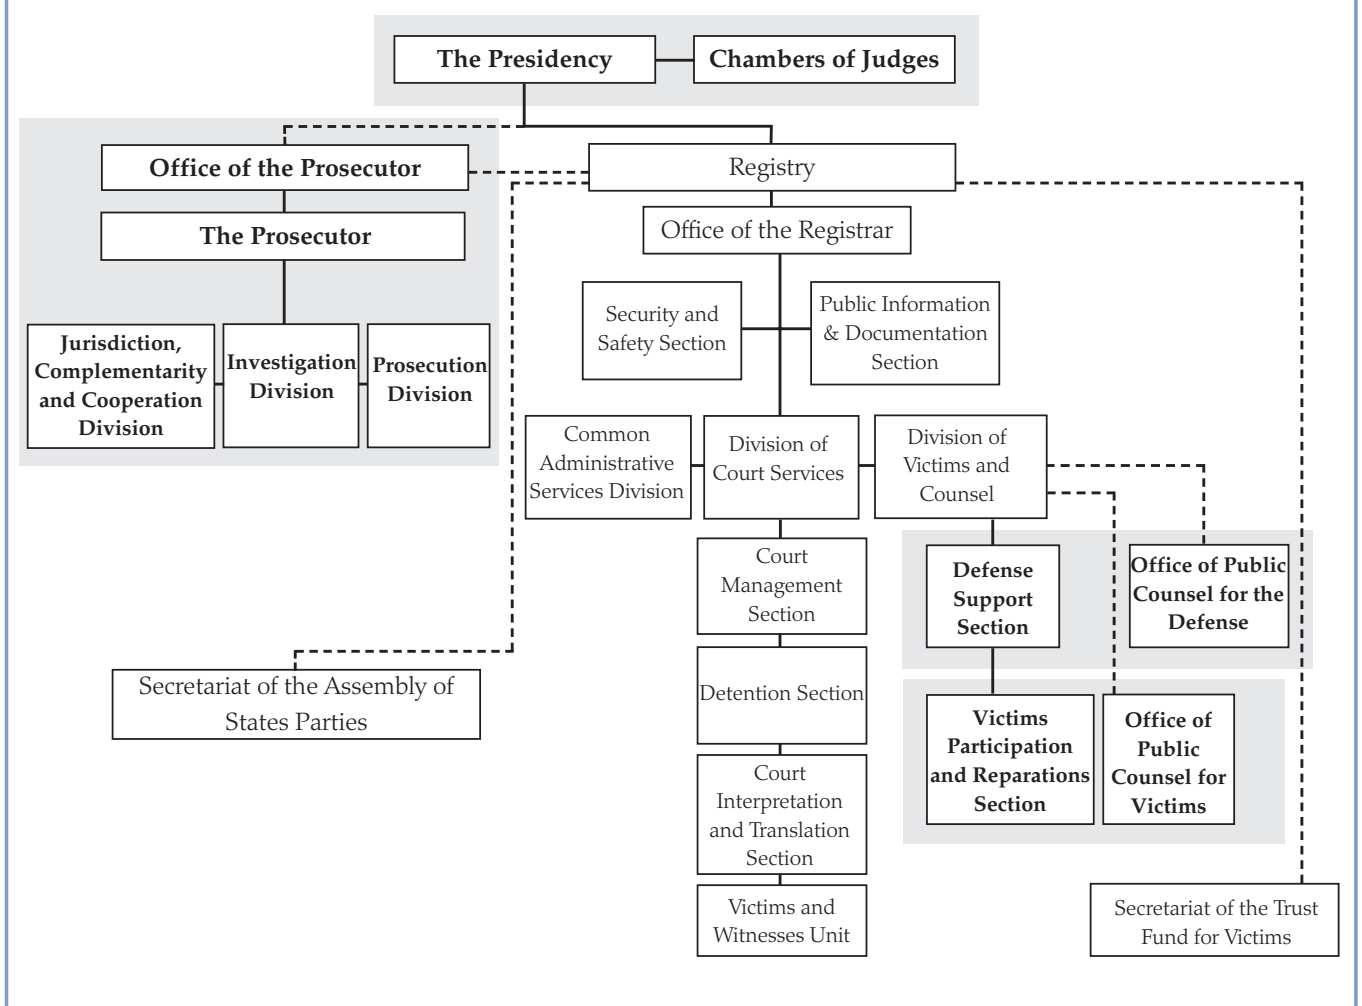 The Presidency
Chambers of Judges
Office of the Prosecutor
Registry
The Prosecutor
Office of the Registrar
Security and
Safety Section
Public Information
& Documentation
Section
Jurisdiction,
Complementarity
and Cooperation
Division
Investigation
Division
Prosecution
Division
Common
Administrative
Services Division
Division of
Court Services
Division of
Victims and
Counsel
Court
Management
Section
Defense
Support
Section
Office of Public
Counsel for the
Defense
Secretariat of the Assembly of
States Parties
Detention Section
Victims
Participation
and Reparations
Section
Office of
Public
Counsel for
Victims
Court
Interpretation
and Translation
Section
Victims and
Witnesses Unit
Secretariat of the Trust
Fund for Victims